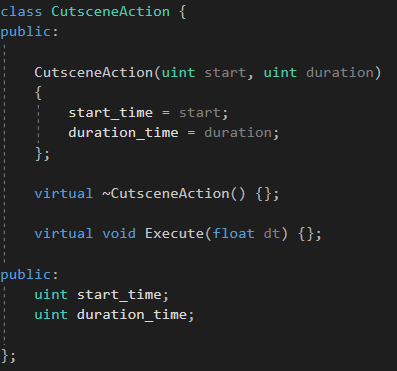 class CutsceneAction {
public:
CutsceneAction(uint start, uint duration)
{
start_time = start;
duration_time = duration;
};
virtual ~CutsceneAction() {};
virtual void Execute(float dt) {};
public:
uint start_time;
uint duration_time;
};